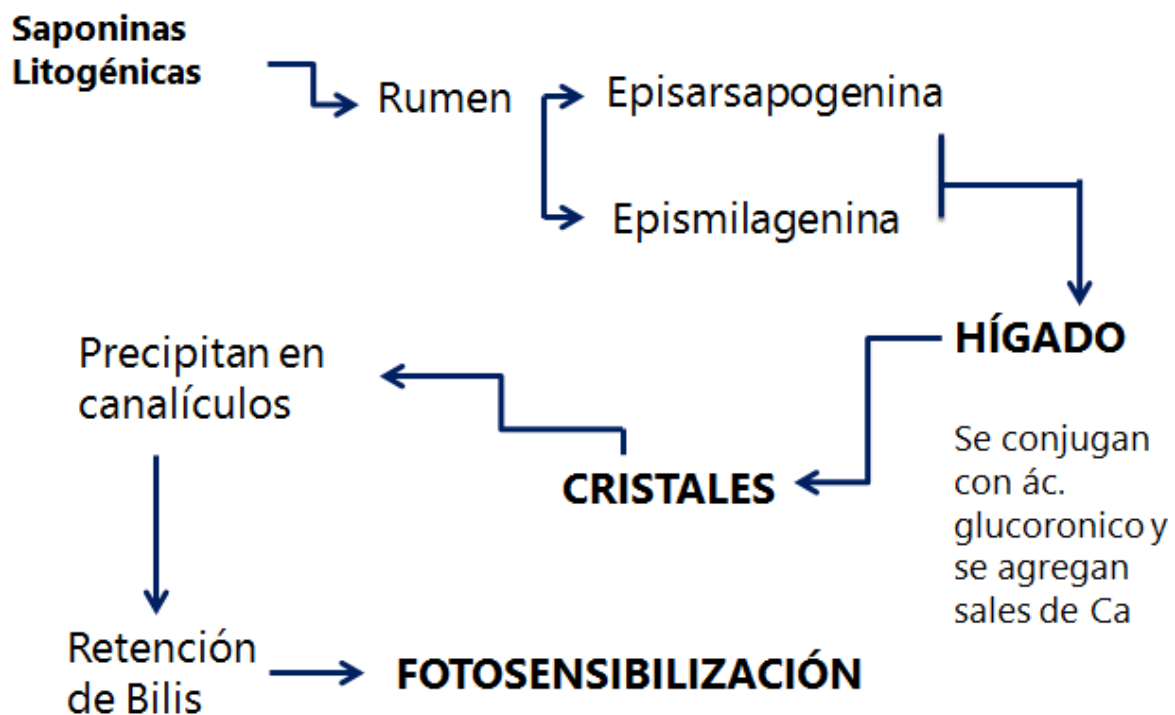 Saponinas
Litogénicas
Rumen
Episarsapogenina
Epismilagenina
HÍGADO
Se conjugan
con ác.
glucoronico y
se agregan
sales de Ca
CRISTALES
Precipitan en
canalículos
Retención
de Bilis
FOTOSENSIBILIZACIÓN